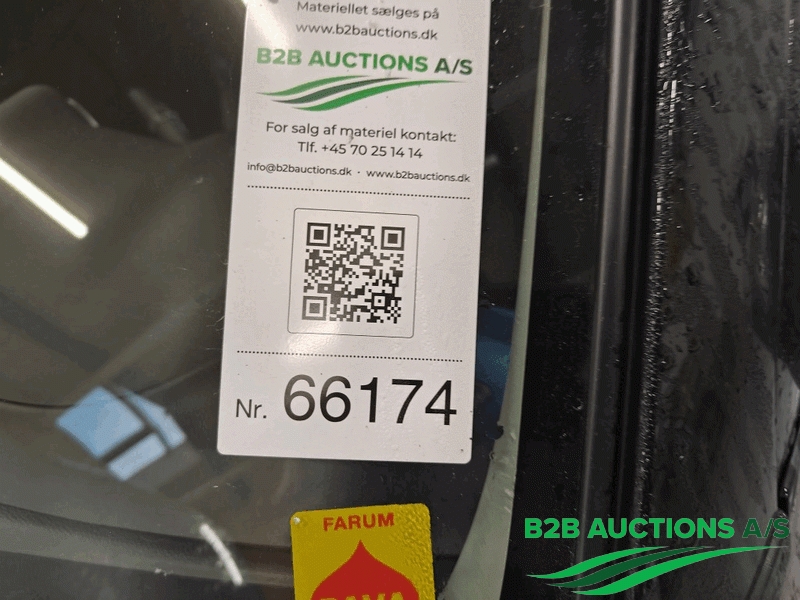 Materiellet sælges på
www.b2bauctions.dk
B2B AUCTIONS A/S
For salg af materiel kontakt:
Tlf. +45 70 25 14 14
info@b2bauctions.dk · www.b2bauctions.dk
Nr. 66174
FARUM
B2B AUCTIONS A/S